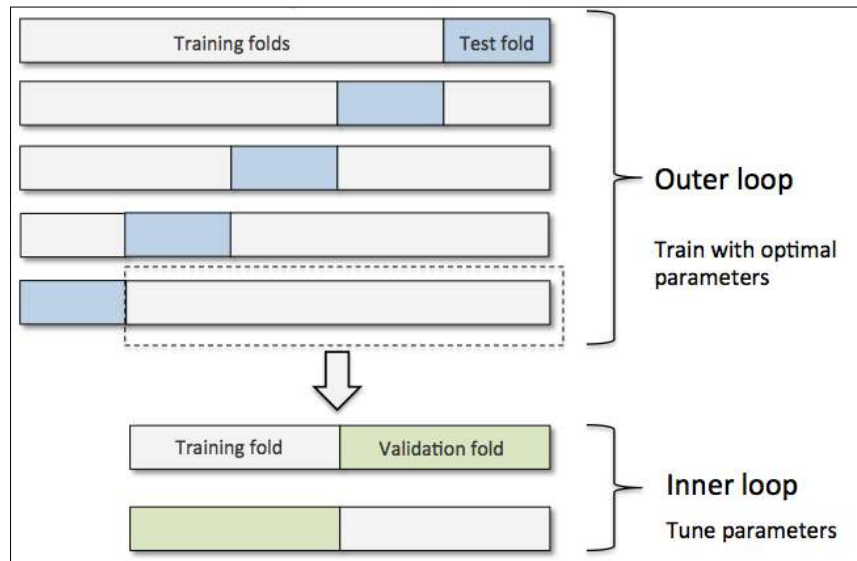 Training folds
Test fold
Outer loop
Train with optimal
parameters
Training fold
Validation fold
Inner loop
Tune parameters